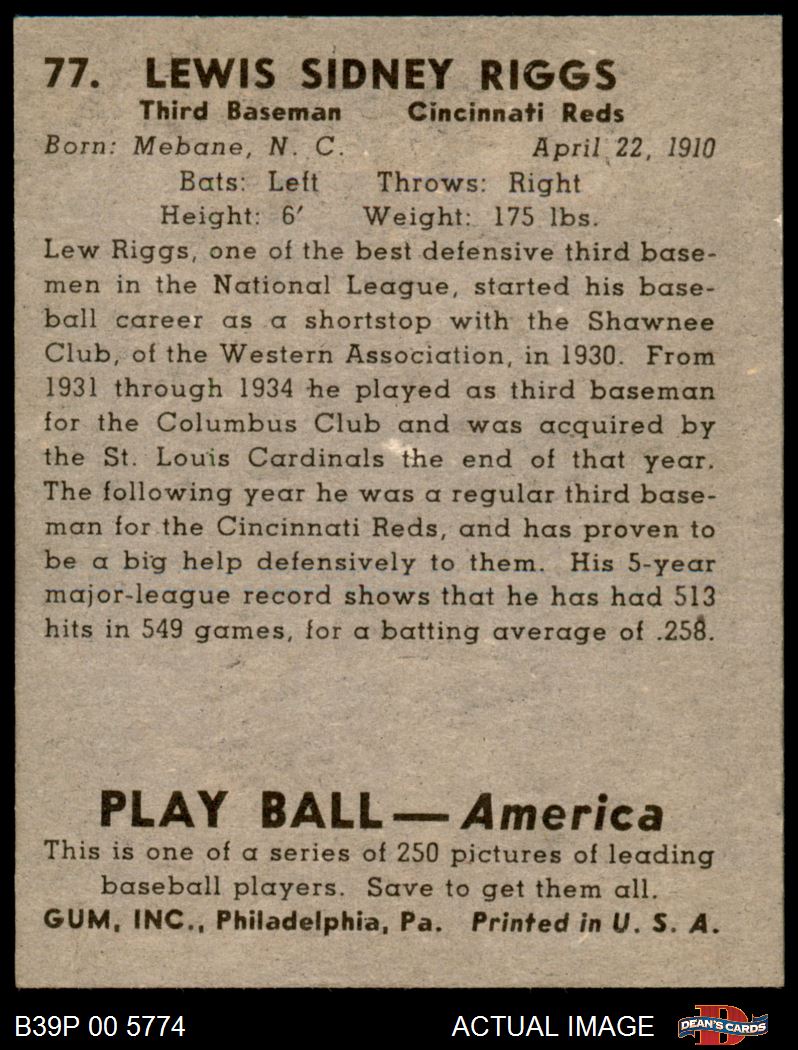 77. LEWIS SIDNEY RIGGS
Third Baseman Cincinnati Reds
Born: Mebane, N. C. April 22, 1910
Bats: Left Throws: Right
Height: 6′ Weight: 175 lbs.
Lew Riggs, one of the best defensive third base-
men in the National League, started his base-
ball career as a shortstop with the Shawnee
Club, of the Western Association, in 1930. From
1931 through 1934 he played as third baseman
for the Columbus Club and was acquired by
the St. Louis Cardinals the end of that year.
The following year he was a regular third base-
man for the Cincinnati Reds, and has proven to
be a big help defensively to them. His 5-year
major-league record shows that he has had 513
hits in 549 games, for a batting average of .258.
PLAY BALL—America
This is one of a series of 250 pictures of leading
baseball players. Save to get them all.
GUM, INC., Philadelphia, Pa. Printed in U. S. A.
B39P 00 5774 ACTUAL IMAGE D DEAN'S CARDS